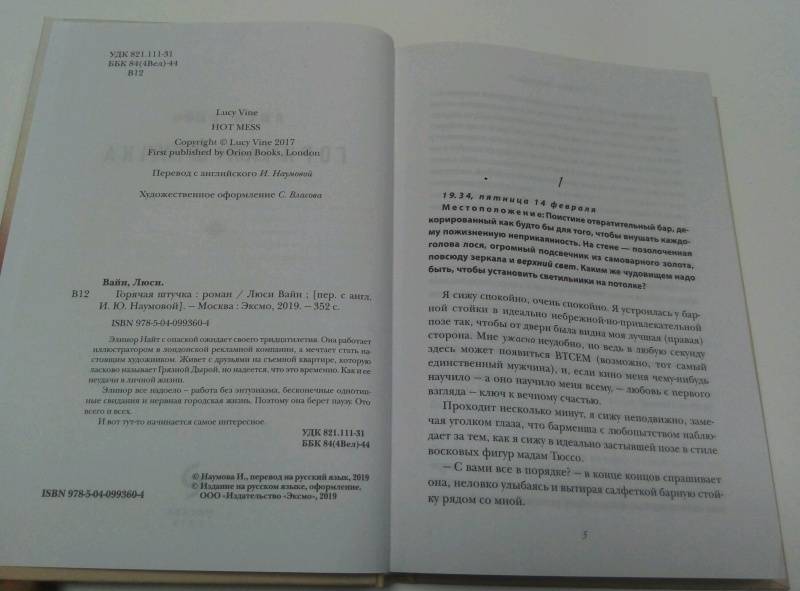 УДК 821.111-31
ББК 84(4Вел)-44
В12
Lucy Vine
HOT MESS
Copyright © Lucy Vine 2017
First published by Orion Books, London
Перевод с английского И. Наумовой
Художественное оформление С. Власова
Вайн, Люси.
В12 Горячая штучка : роман / Люси Вайн ; [пер. с англ.
И. Ю. Наумовой]. – Москва : Эксмо, 2019. – 352 с.
ISBN 978-5-04-099360-4
Элинор Найт с опаской ожидает своего тридцатилетия. Она работает
иллюстратором в лондонской рекламной компании, а мечтает стать на-
стоящим художником. Живет с друзьями на съемной квартире, которую
ласково называет Грязной Дырой, но надеется, что это временно. Как и ее
неудачи в личной жизни.
Элинор все надоело – работа без энтузиазма, бесконечные однотип-
ные свидания и нервная городская жизнь. Поэтому она берет паузу. Ото
всего и всех.
И вот тут-то начинается самое интересное.
УДК 821.111-31
ББК 84(4Вел)-44
© Наумова И., перевод на русский язык, 2019
© Издание на русском языке, оформление.
ООО «Издательство «Эксмо», 2019
ISBN 978-5-04-099360-4
1
19.34, пятница 14 февраля
Местоположение: Поистине отвратительный бар, де-
корированный как будто бы для того, чтобы внушать каждо-
му пожизненную неприкаянность. На стене — позолоченная
голова лося, огромный подсвечник из самоварного золота,
повсюду зеркала и верхний свет. Каким же чудовищем надо
быть, чтобы установить светильники на потолке?
Я сижу спокойно, очень спокойно. Я устроилась у бар-
ной стойки в идеально небрежной-но-привлекательной
позе так, чтобы от двери была видна моя лучшая (правая)
сторона. Мне ужасно неудобно, но ведь в любую секунду
здесь может появиться ВТСЕМ (возможно, тот самый
единственный мужчина), и, если кино меня чему-нибудь
научило — а оно научило меня всему, — любовь с первого
взгляда — ключ к вечному счастью.
Проходит несколько минут, я сижу неподвижно, заме-
чая уголком глаза, что барменша с любопытством наблю-
дает за тем, как я сижу в идеально застывшей позе в стиле
восковых фигур мадам Тюссо.
— С вами все в порядке? — в конце концов спрашивает
она, неловко улыбаясь и вытирая салфеткой барную стой-
ку рядом со мной.
5